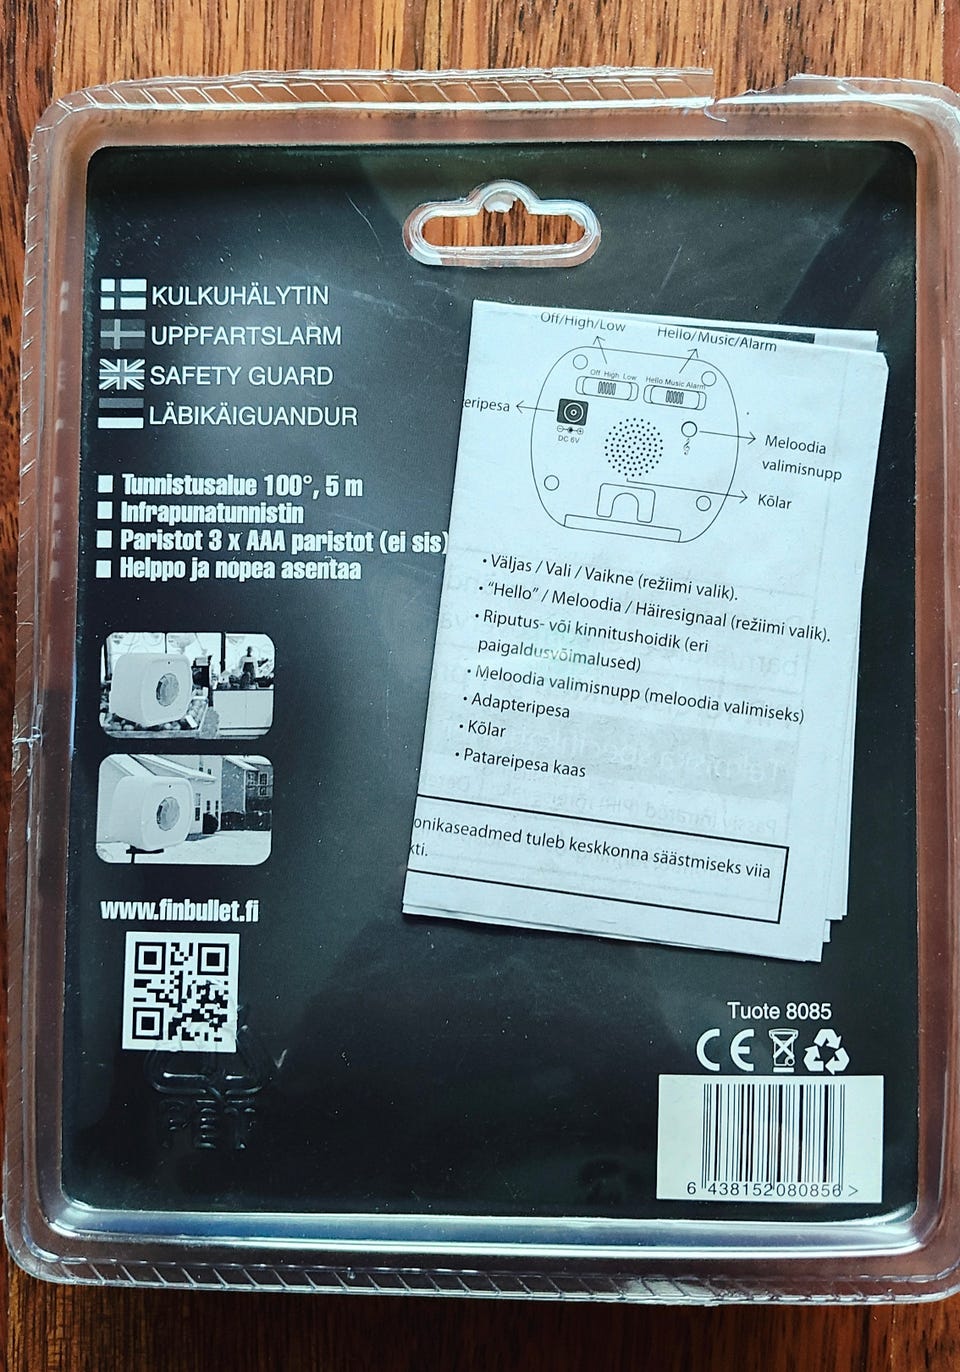 KULKUHÄLYTIN
UPPFARTSLARM
SAFETY GUARD
LÄBIKÄIGUANDUR
Tunnistusalue 100°, 5 m
Infrapunatunnistin
Paristot 3 x AAA paristot (ei sis)
Helppo ja nopea asentaa
www.finbullet.fi
PET
Off/High/Low
Hello/Music/Alarm
Off High Low
Hello Music Alarm
eripesa
DC 6V
Meloodia
valimisnupp
Kõlar
• Väljas / Vali / Vaikne (režiimi valik).
• "Hello" / Meloodia / Häiresignaal (režiimi valik).
• Riputus- või kinnitushoidik (eri
paigaldusvõimalused)
• Meloodia valimisnupp (meloodia valimiseks)
• Adapteripesa
• Kõlar
• Patareipesa kaas
onikaseadmed tuleb keskkonna säästmiseks viia
kti.
Tuote 8085
CE
6 438152 080856 >